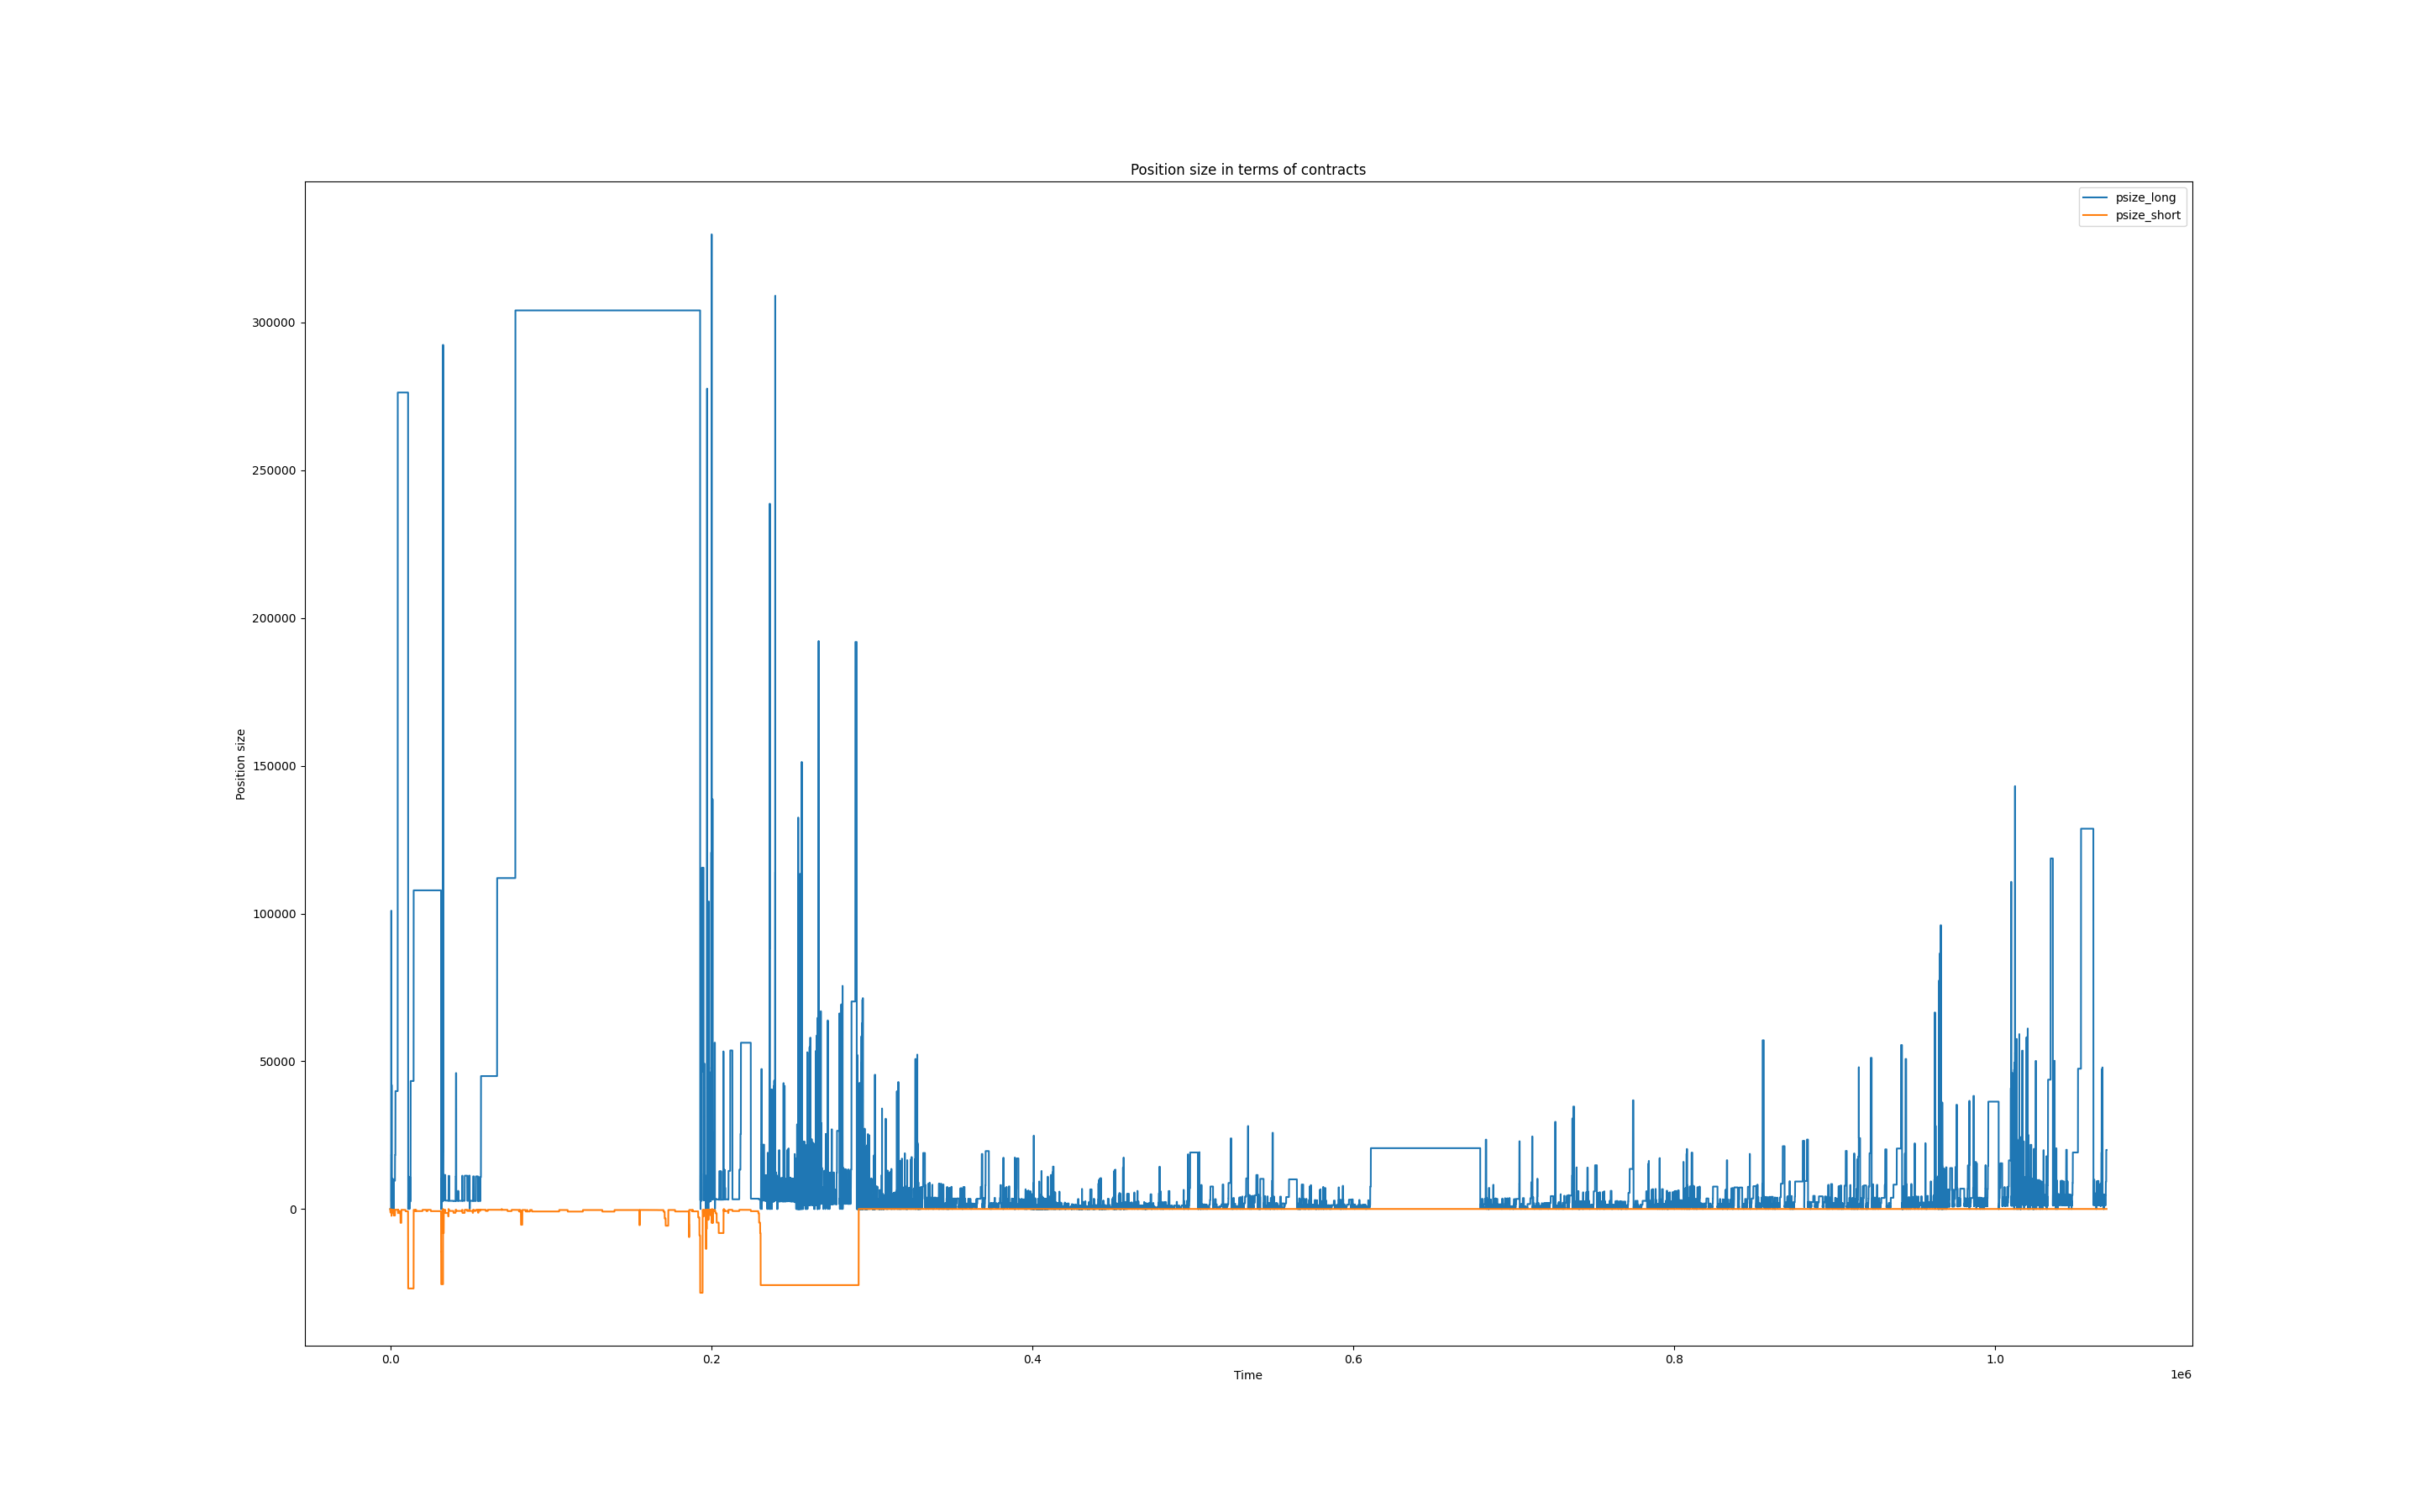 Position size in terms of contracts
psize_long
psize_short
300000
250000
200000
150000
100000
50000
0
Position size
0.0
0.2
0.4
0.6
0.8
1.0
1e6
Time